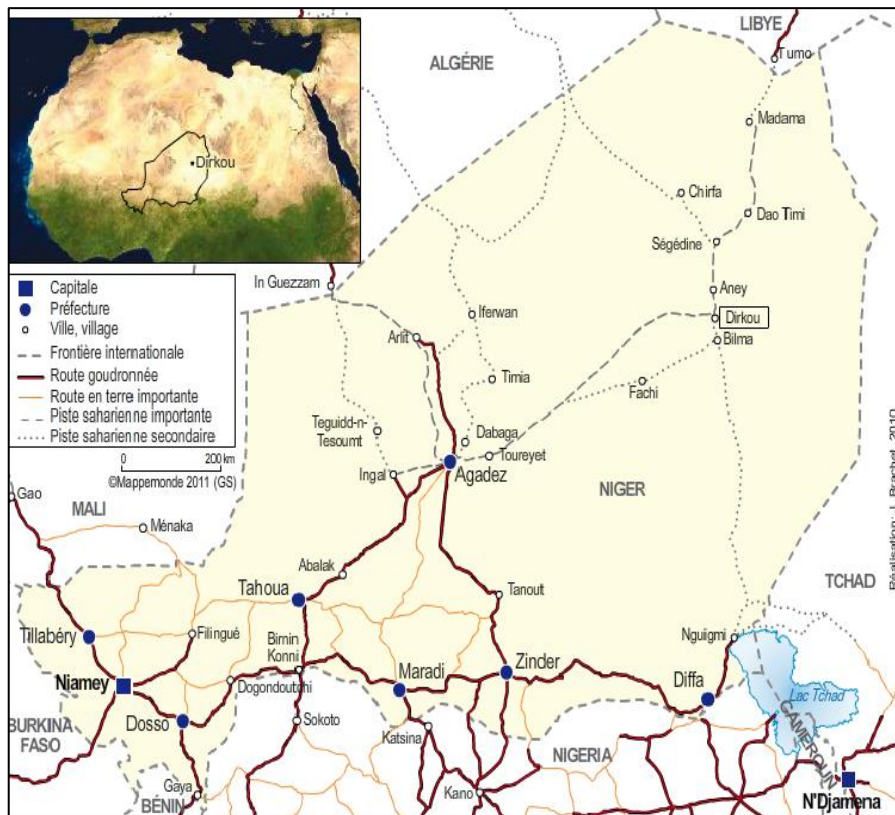 LIBYE
ALGÉRIE
Tumo
Madama
Dirkou
Chirfa
Dao Timi
Ségédine
In Guezzam
Aney
Iferwan
Dirkou
Arlit
Bilma
Timia
Fachi
Teguidd-n-
Tesoumt
Dabaga
Toureyet
Ingal
Agadez
NIGER
Capitale
Préfecture
Ville, village
Frontière internationale
Route goudronnée
Route en terre importante
Piste saharienne importante
Piste saharienne secondaire
0
200 km
©Mappemonde 2011 (GS)
Réalisation: J. Brachet, 2010
Gao
MALI
Ménaka
Abalak
TCHAD
Tahoua
Tanout
Tillabéry
Filingué
Birnin
Konni
Nguigmi
Zinder
Niamey
Maradi
Diffa
Dogondoutchi
Lac Tchad
Dosso
BURKINA
FASO
Sokoto
Katsina
NIGERIA
CAMEROUN
Gaya
BÉNIN
Kano
N'Djamena